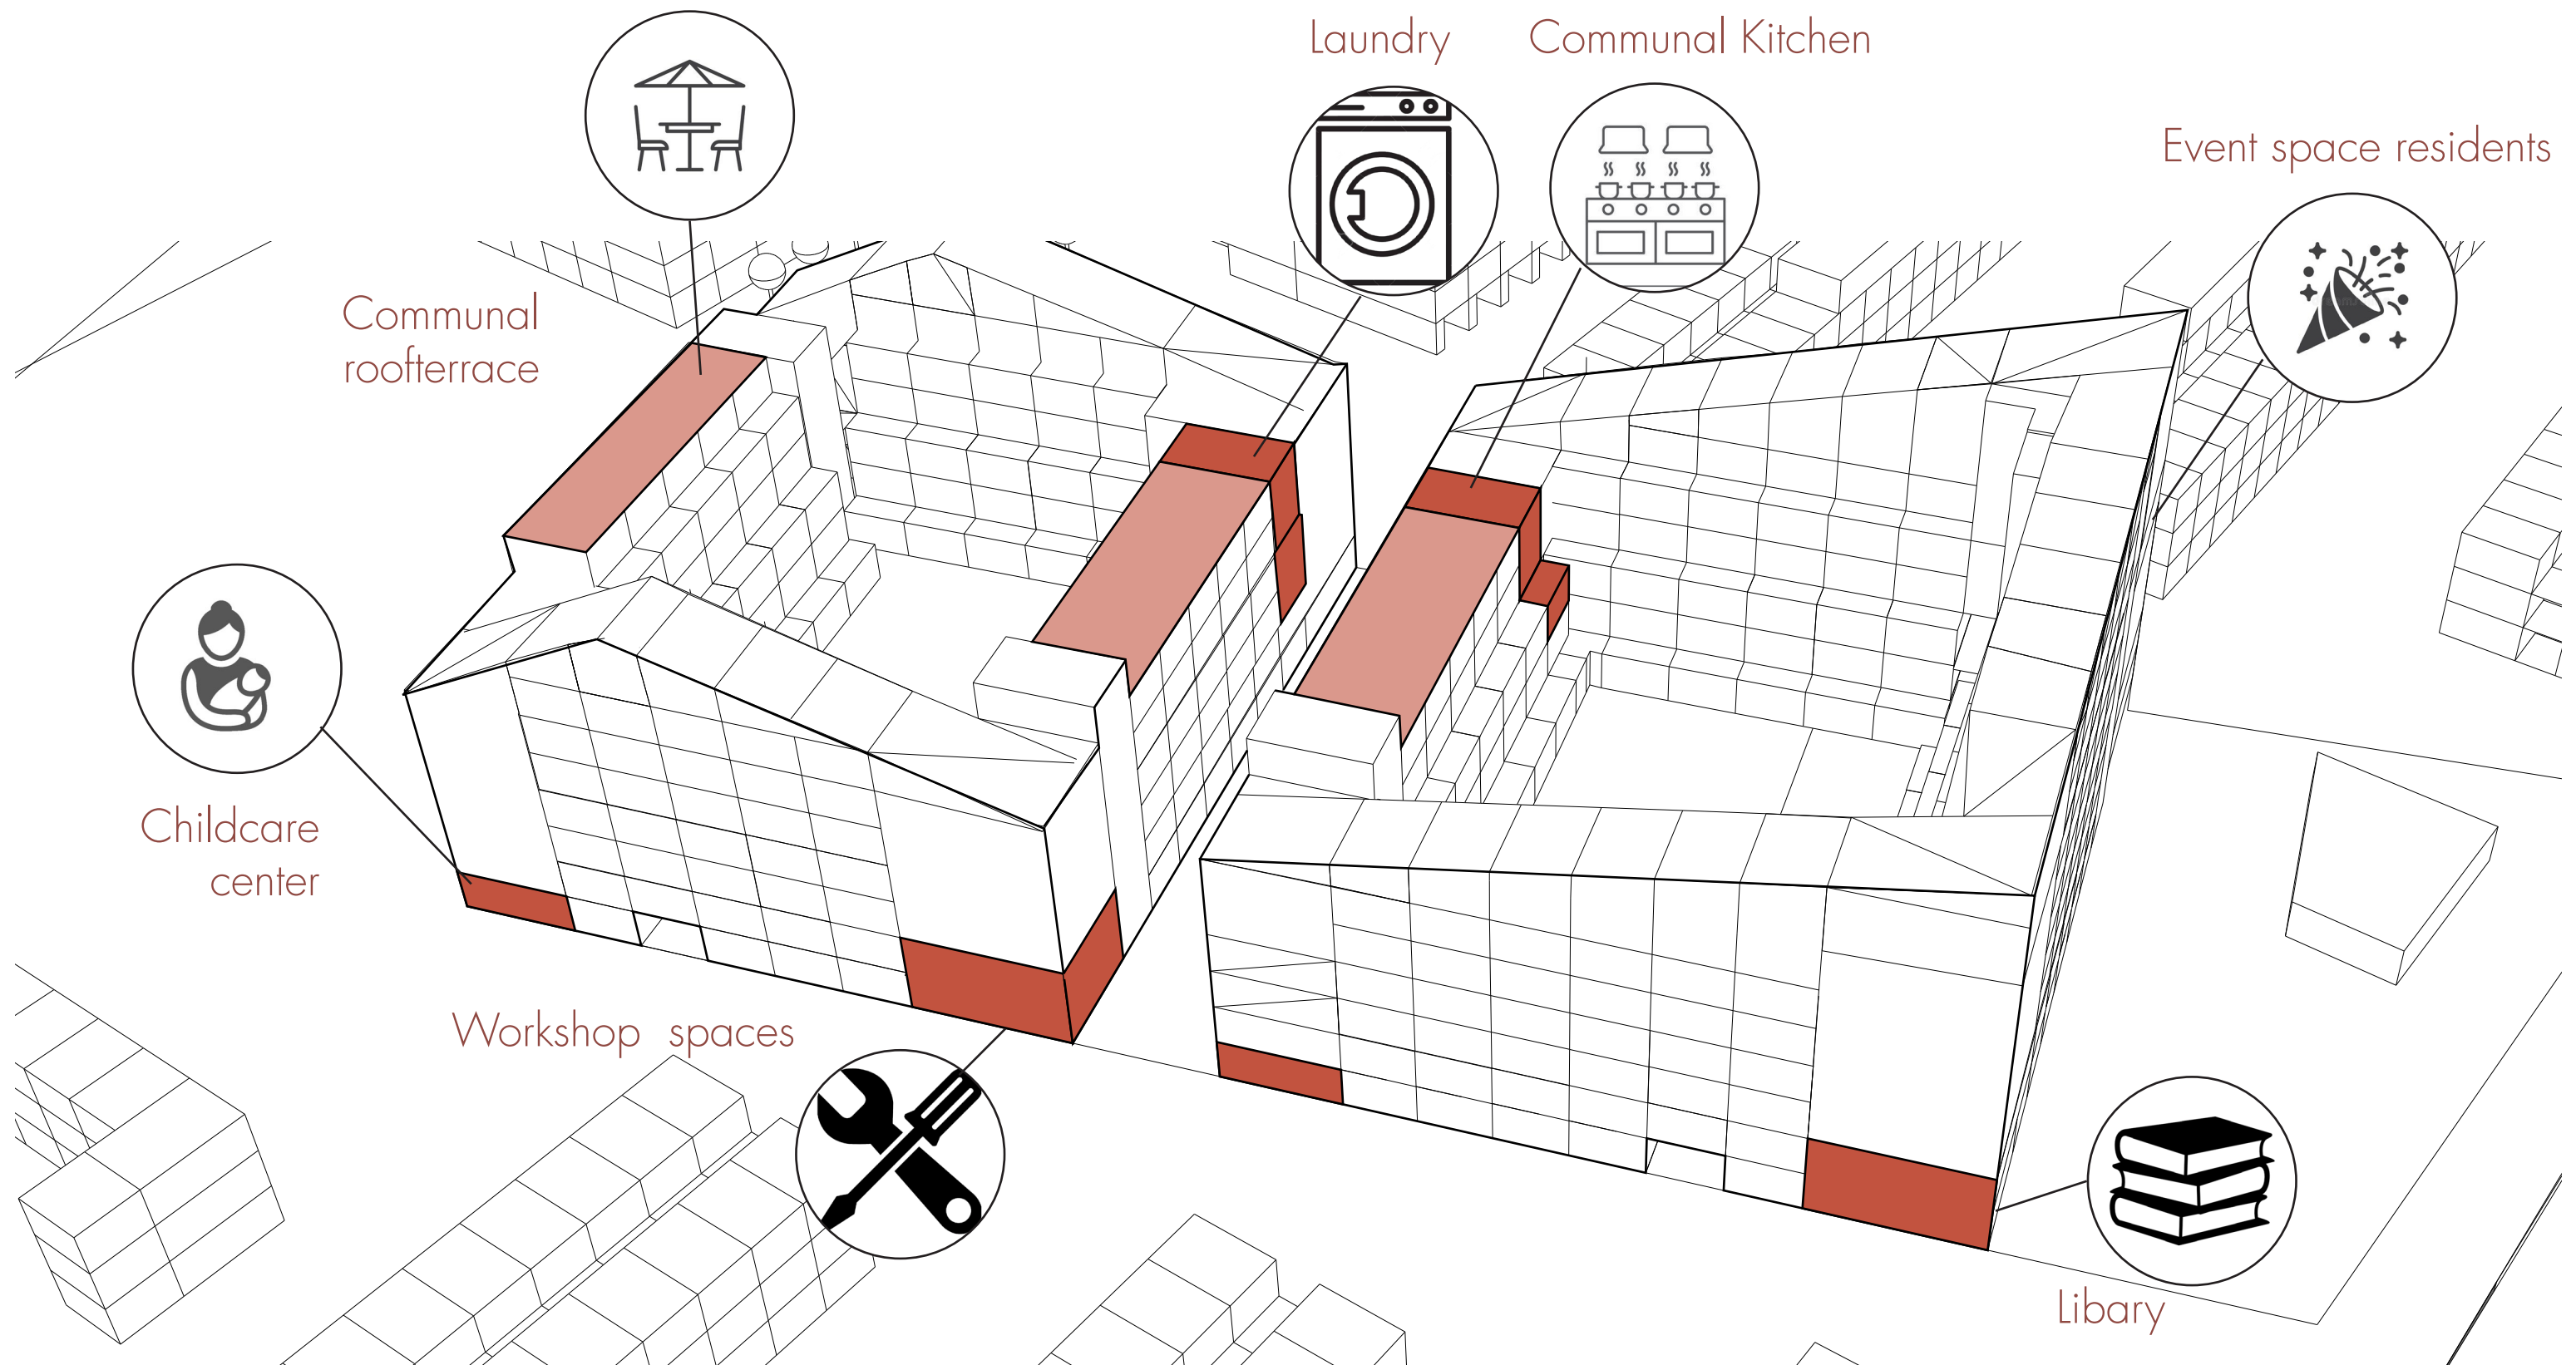 Laundry
Communal Kitchen
Event space residents
Communal
roofterrace
Childcare
center
Workshop spaces
Libary